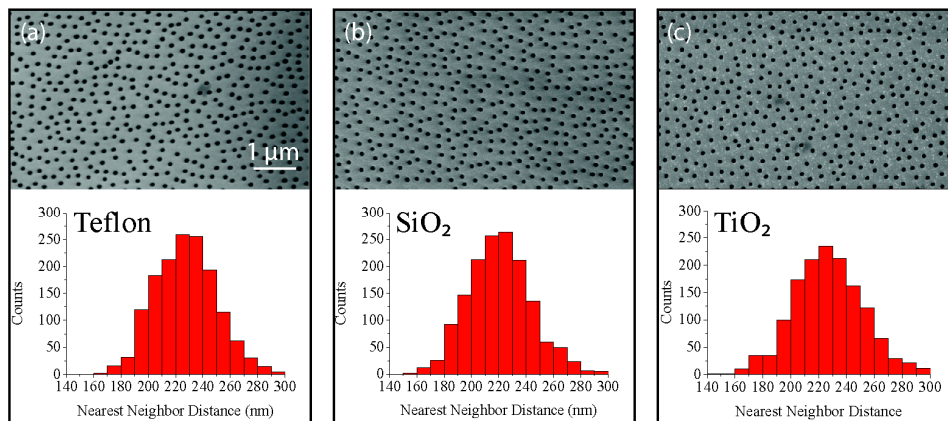 (a)
1 μm
Teflon
300
250
200
150
100
50
0
Counts
140 160 180 200 220 240 260 280 300
Nearest Neighbor Distance (nm)
(b)
SiO₂
300
250
200
150
100
50
0
Counts
140 160 180 200 220 240 260 280 300
Nearest Neighbor Distance (nm)
(c)
TiO₂
300
250
200
150
100
50
0
Counts
140 160 180 200 220 240 260 280 300
Nearest Neighbor Distance